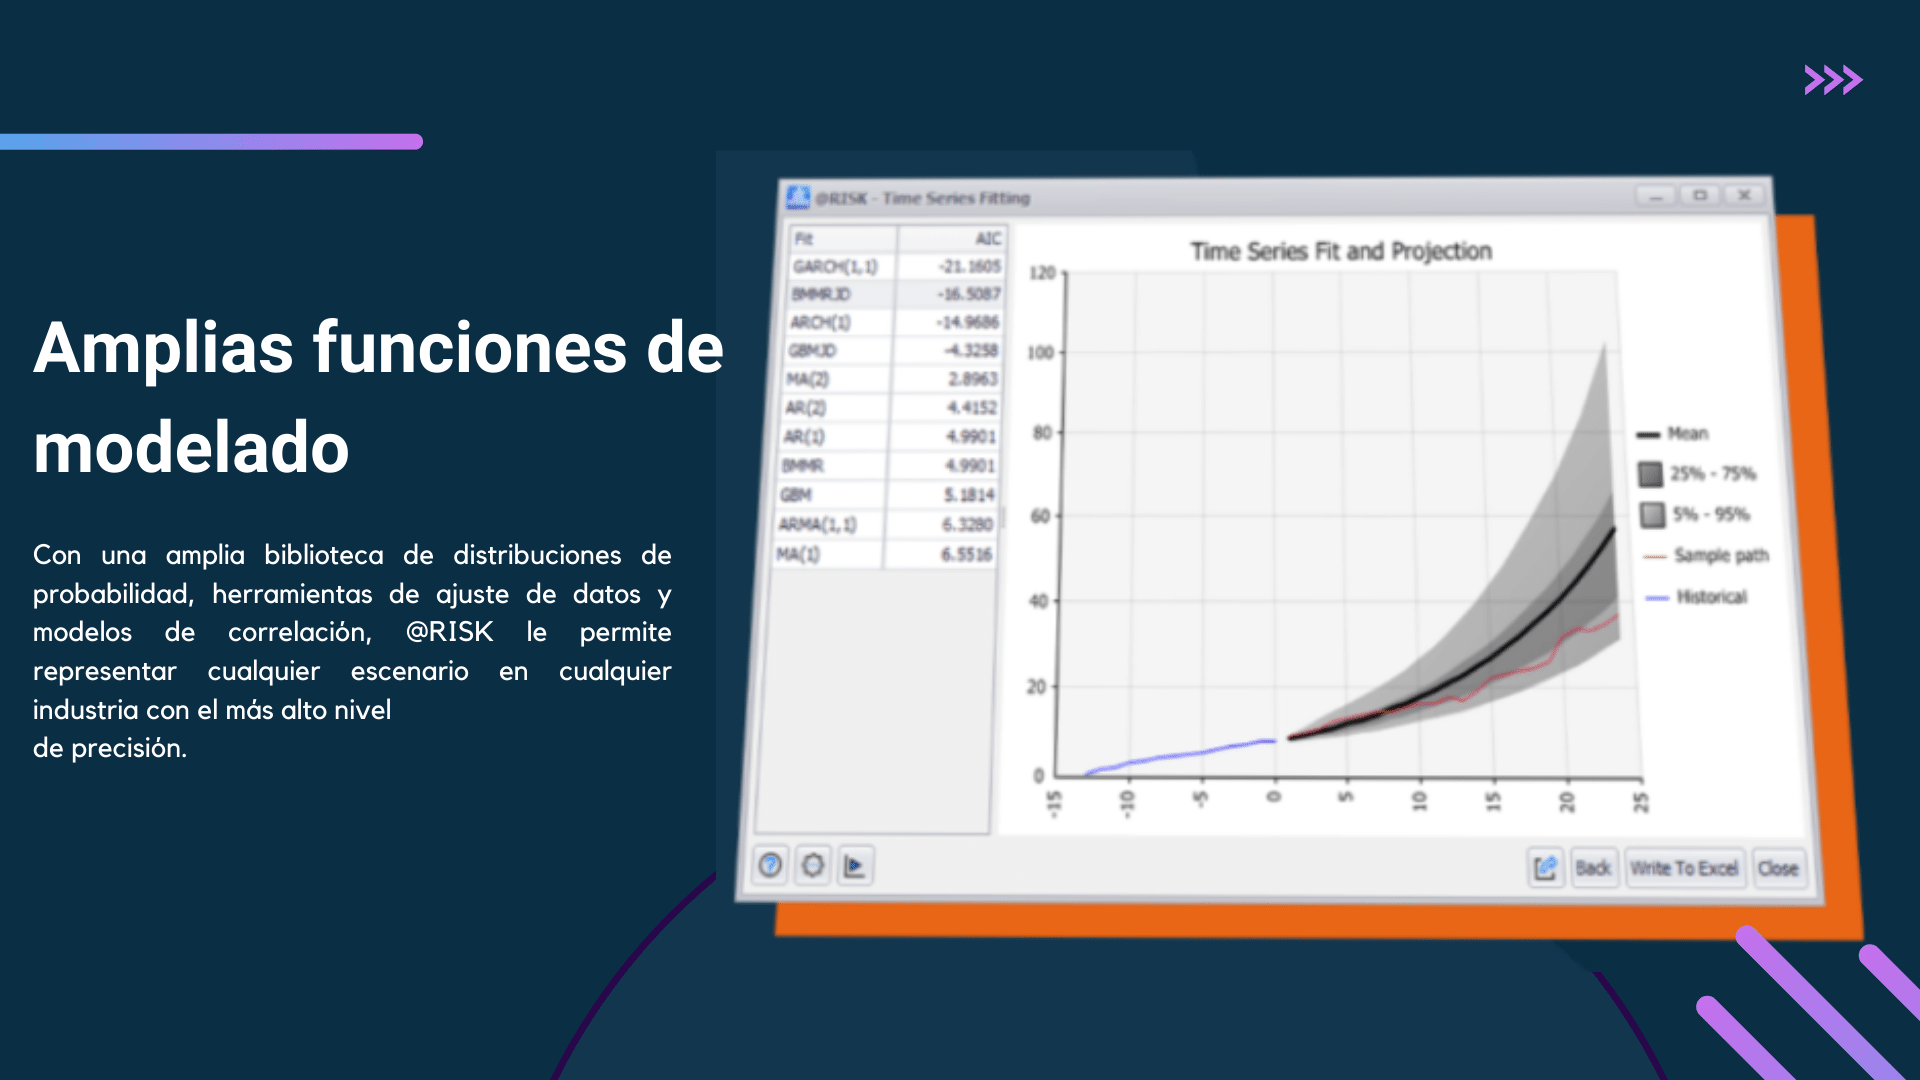 Amplias funciones de
modelado
Con una amplia biblioteca de distribuciones de
probabilidad, herramientas de ajuste de datos y
modelos de correlación, @RISK le permite
representar cualquier escenario en cualquier
industria con el más alto nivel
de precisión.
@RISK - Time Series Fitting
Fit AIC
GARCH(1,1) -21.1605
BMMRJD -16.5087
ARCH(1) -14.9686
GBMJD -4.3258
MA(2) 2.8963
AR(2) 4.4152
AR(1) 4.9901
BMMR 4.9901
GBM 5.1814
ARMA(1,1) 6.3280
MA(1) 6.5516
Time Series Fit and Projection
120
100
80
60
40
20
0
-15 -10 -5 0 5 10 15 20 25
Mean
25% - 75%
5% - 95%
Sample path
Historical
Back Write To Excel Close